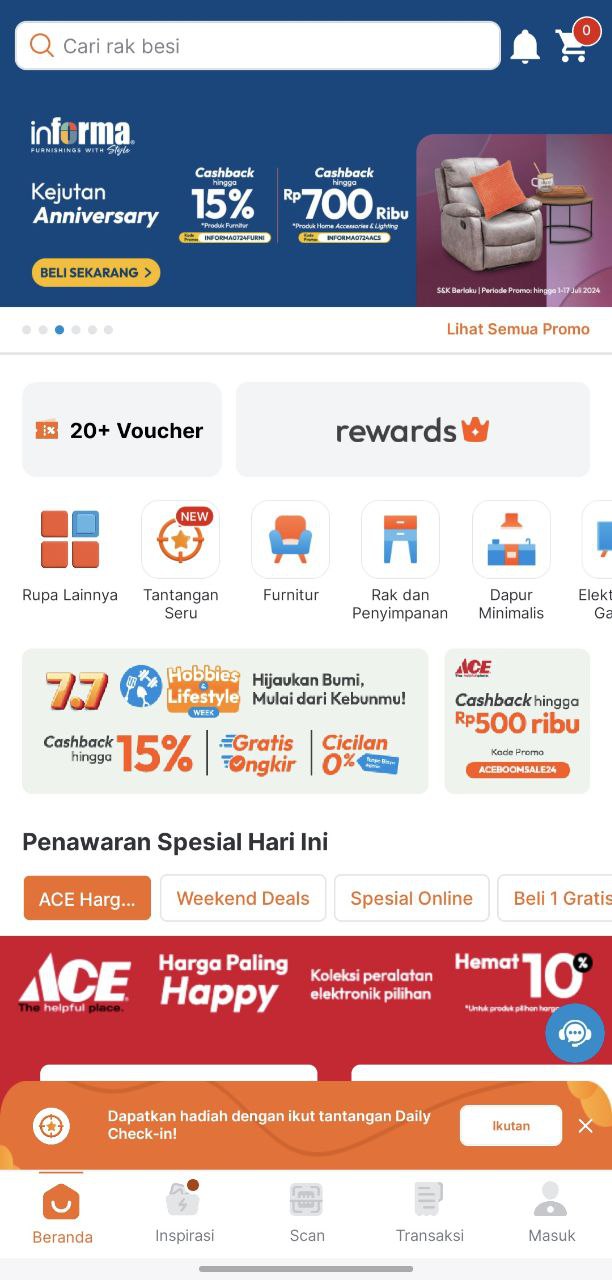 Cari rak besi
0
informa
FURNISHINGS WITH Style
Kejutan
Anniversary
BELI SEKARANG >
Cashback
hingga
15%
*Produk Furnitur
Kode Promo INFORMA0724FURNI
Cashback
hingga
Rp700 Ribu
*Produk Home Accessories & Lighting
Kode Promo INFORMA0724ACS
S&K Berlaku | Periode Promo: hingga 1-17 Juli 2024
Lihat Semua Promo
20+ Voucher
rewards
NEW
Rupa Lainnya
Tantangan
Seru
Furnitur
Rak dan
Penyimpanan
Dapur
Minimalis
Elekt
Ga
7.7
Hobbies
&
Lifestyle
WEEK
Hijaukan Bumi,
Mulai dari Kebunmu!
Cashback
hingga
15%
Gratis
Ongkir
Cicilan
0%
ACE
The helpful place.
Cashback hingga
Rp500 ribu
Kode Promo
ACEBOOMSALE24
Penawaran Spesial Hari Ini
ACE Harg...
Weekend Deals
Spesial Online
Beli 1 Gratis
ACE
The helpful place.
Harga Paling
Happy
Koleksi peralatan
elektronik pilihan
Hemat 10%
*Untuk produk pilihan harga
Dapatkan hadiah dengan ikut tantangan Daily
Check-in!
Ikutan
Beranda
Inspirasi
Scan
Transaksi
Masuk